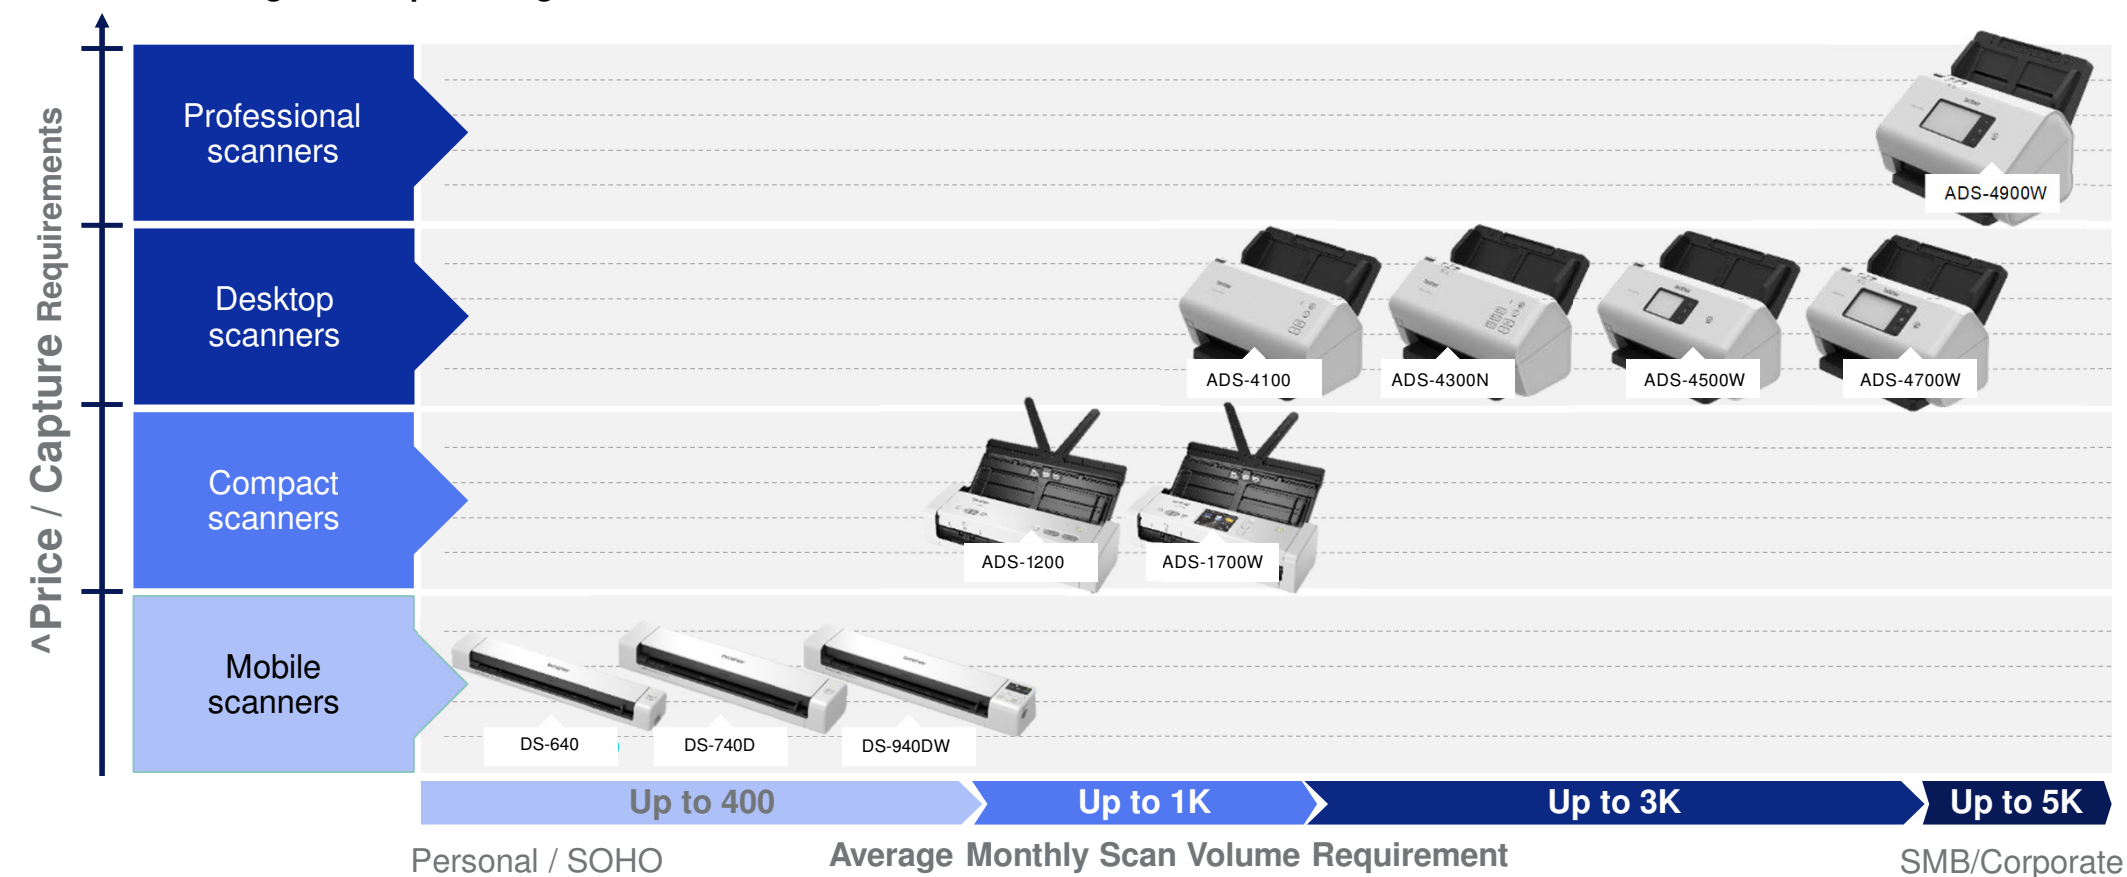 ^Price / Capture Requirements
Professional
scanners
ADS-4900W
Desktop
scanners
ADS-4100
ADS-4300N
ADS-4500W
ADS-4700W
Compact
scanners
ADS-1200
ADS-1700W
Mobile
scanners
DS-640
DS-740D
DS-940DW
Up to 400
Up to 1K
Up to 3K
Up to 5K
Personal / SOHO
Average Monthly Scan Volume Requirement
SMB/Corporate